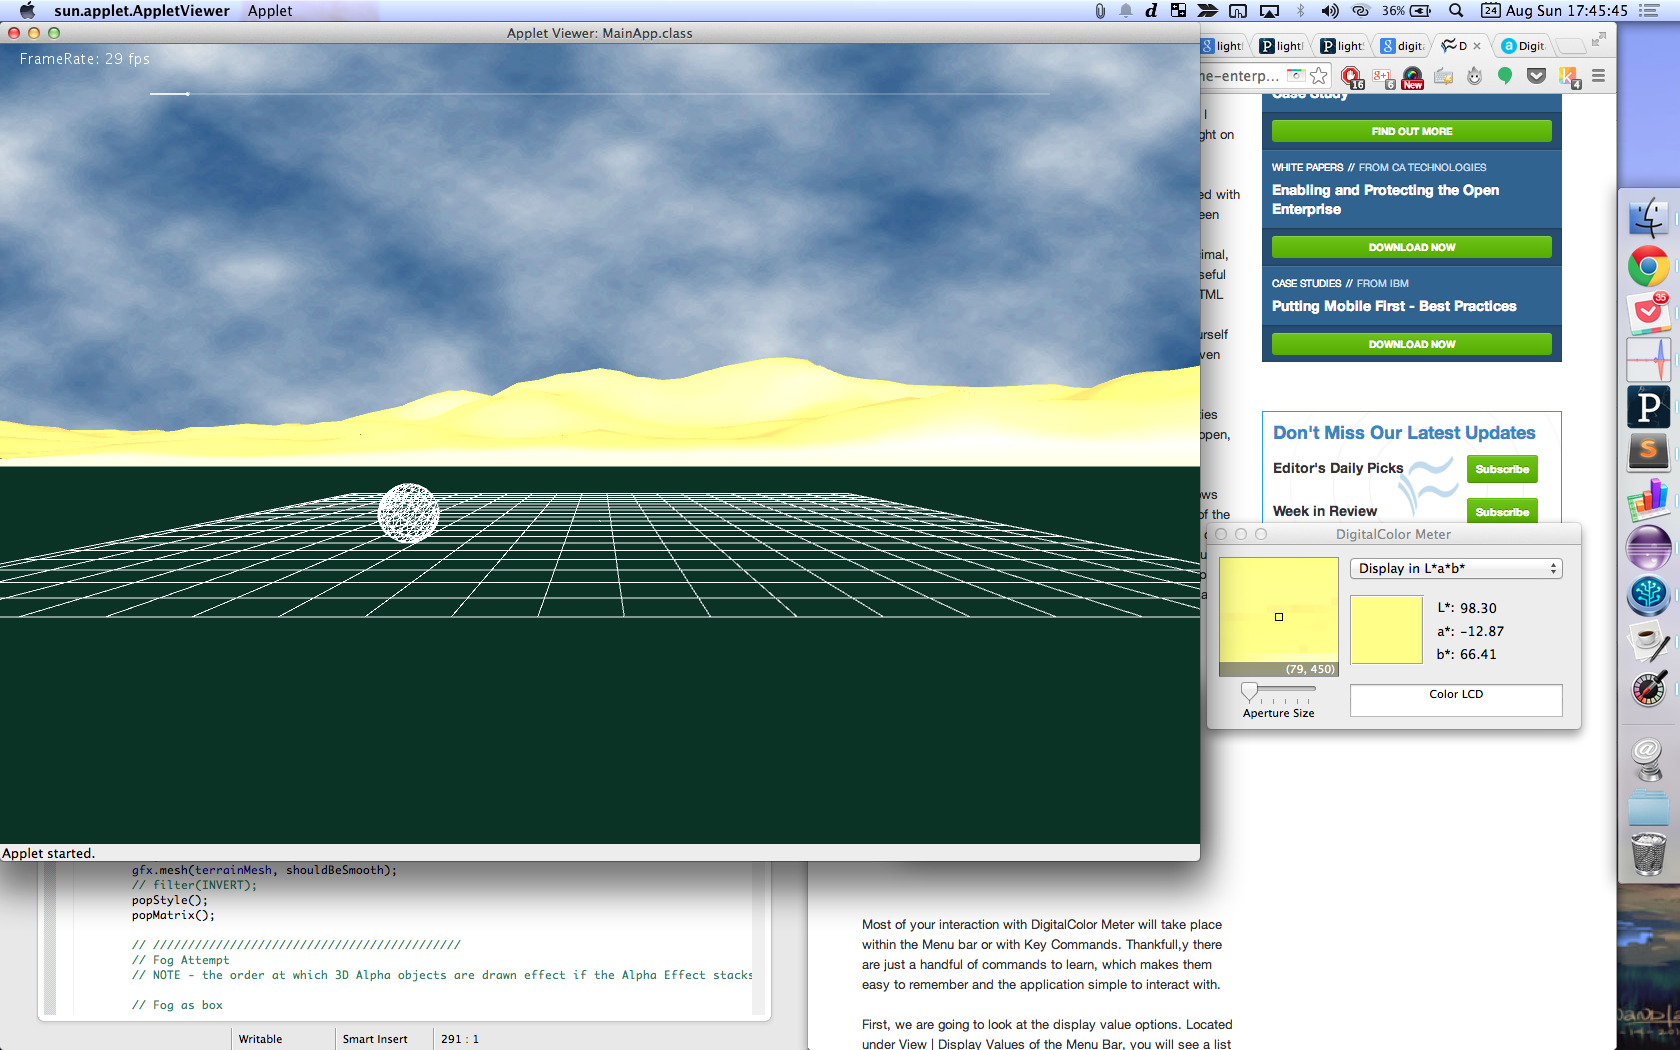 sun.applet.AppletViewer Applet
36%
24 Aug Sun 17:45:45
Applet Viewer: MainApp.class
FrameRate: 29 fps
light
light
light
digit
D
Digit
ne-enterp...
16
6
New
4
Case Study
FIND OUT MORE
WHITE PAPERS // FROM CA TECHNOLOGIES
Enabling and Protecting the Open
Enterprise
DOWNLOAD NOW
CASE STUDIES // FROM IBM
Putting Mobile First - Best Practices
DOWNLOAD NOW
Don't Miss Our Latest Updates
Editor's Daily Picks
Subscribe
Week in Review
Subscribe
DigitalColor Meter
Display in L*a*b*
L*: 98.30
a*: -12.87
b*: 66.41
(79, 450)
Aperture Size
Color LCD
35
Applet started.
gfx.mesh(terrainMesh, shouldBeSmooth);
// filter(INVERT);
popStyle();
popMatrix();
// ////////////////////////////////////////////
// Fog Attempt
// NOTE - the order at which 3D Alpha objects are drawn effect if the Alpha Effect stacks
// Fog as box
Writable
Smart Insert
291 : 1
Most of your interaction with DigitalColor Meter will take place
within the Menu bar or with Key Commands. Thankfull,y there
are just a handful of commands to learn, which makes them
easy to remember and the application simple to interact with.
First, we are going to look at the display value options. Located
under View | Display Values of the Menu Bar, you will see a list